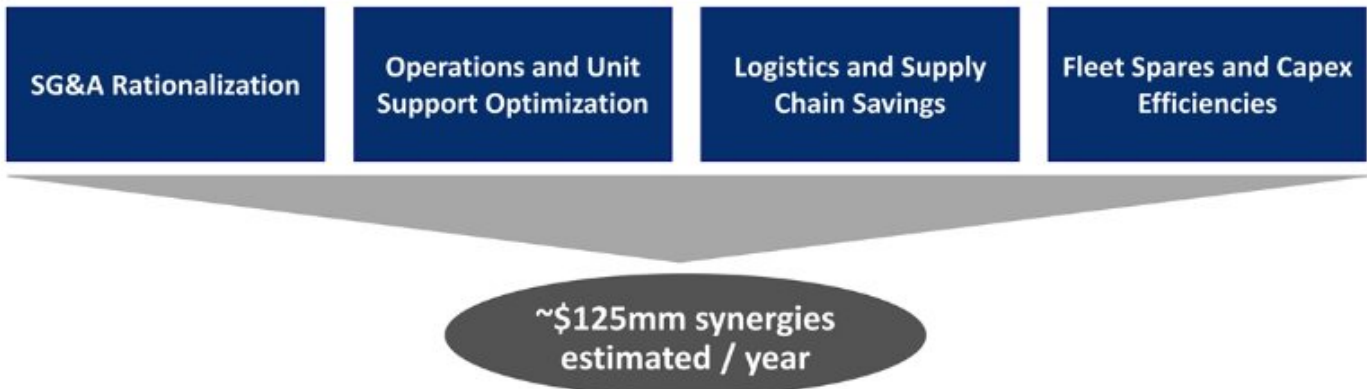 SG&A Rationalization
Operations and Unit
Support Optimization
Logistics and Supply
Chain Savings
Fleet Spares and Capex
Efficiencies
~$125mm synergies
estimated / year